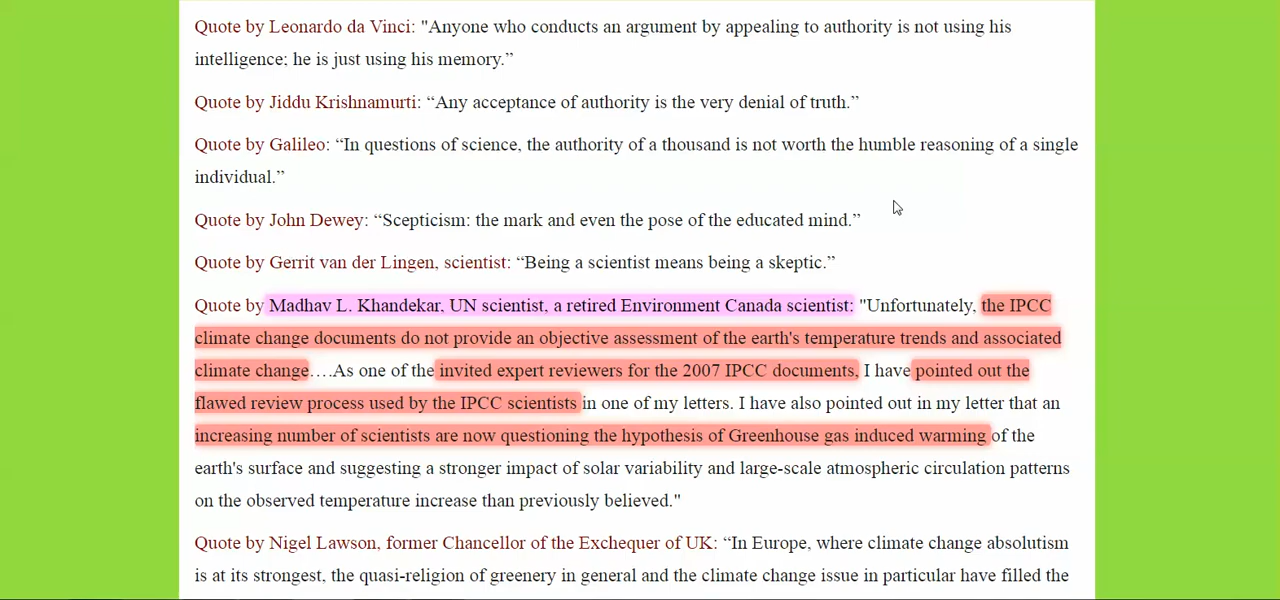 Quote by Leonardo da Vinci: "Anyone who conducts an argument by appealing to authority is not using his
intelligence; he is just using his memory.”
Quote by Jiddu Krishnamurti: “Any acceptance of authority is the very denial of truth.”
Quote by Galileo: “In questions of science, the authority of a thousand is not worth the humble reasoning of a single
individual.”
Quote by John Dewey: “Scepticism: the mark and even the pose of the educated mind.”
Quote by Gerrit van der Lingen, scientist: “Being a scientist means being a skeptic.”
Quote by Madhav L. Khandekar, UN scientist, a retired Environment Canada scientist: "Unfortunately, the IPCC
climate change documents do not provide an objective assessment of the earth's temperature trends and associated
climate change….As one of the invited expert reviewers for the 2007 IPCC documents, I have pointed out the
flawed review process used by the IPCC scientists in one of my letters. I have also pointed out in my letter that an
increasing number of scientists are now questioning the hypothesis of Greenhouse gas induced warming of the
earth's surface and suggesting a stronger impact of solar variability and large-scale atmospheric circulation patterns
on the observed temperature increase than previously believed."
Quote by Nigel Lawson, former Chancellor of the Exchequer of UK: “In Europe, where climate change absolutism
is at its strongest, the quasi-religion of greenery in general and the climate change issue in particular have filled the